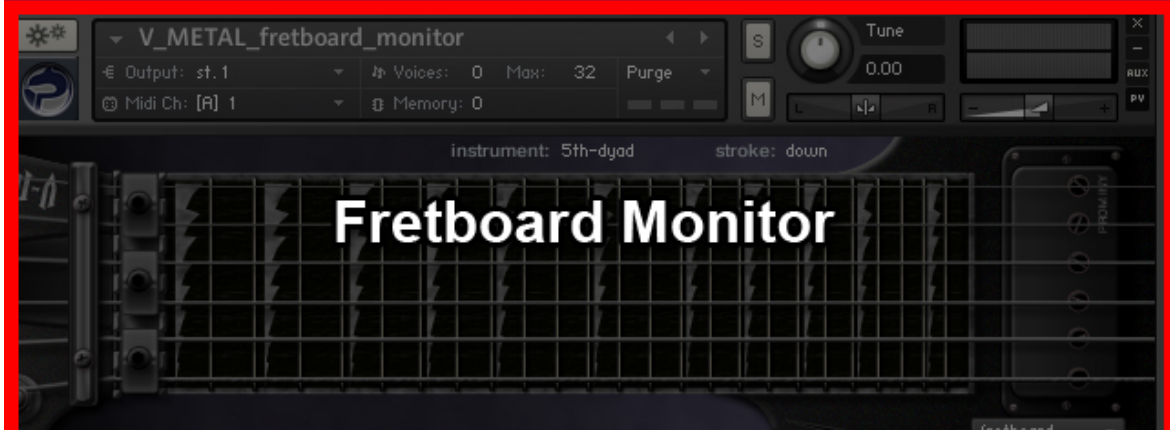 V_METAL_fretboard_monitor
S
Tune
Output: st.1
Voices: 0 Max: 32
Purge
0.00
AUX
Midi Ch: [A] 1
Memory: 0
M
L R
- +
PV
instrument: 5th-dyad stroke: down
Fretboard Monitor
PROMINY